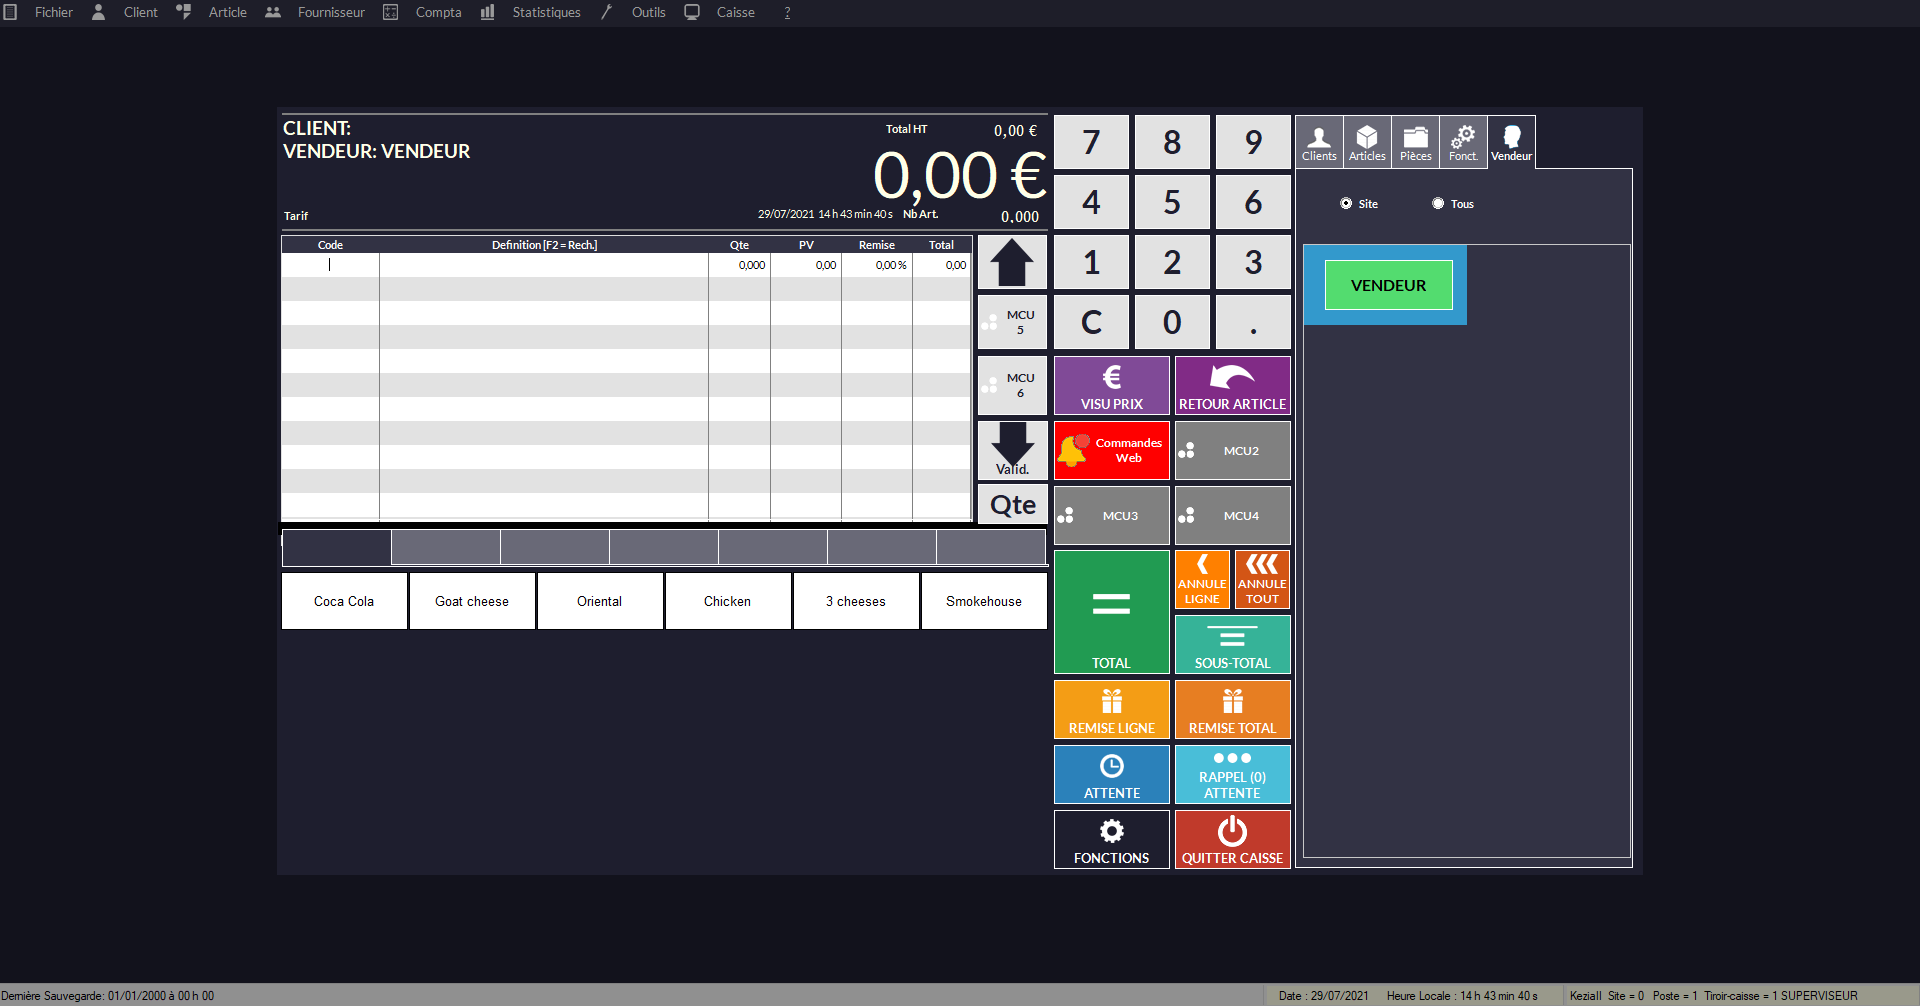 Fichier Client Article Fournisseur Compta Statistiques Outils Caisse ?
CLIENT:
VENDEUR: VENDEUR
Total HT 0,00 €
0,00 €
Tarif 29/07/2021 14 h 43 min 40 s Nb Art. 0,000
Code Definition [F2 = Rech.] Qte PV Remise Total
0,000 0,00 0,00 % 0,00
MCU
5
MCU
6
Valid.
Qte
Coca Cola Goat cheese Oriental Chicken 3 cheeses Smokehouse
7 8 9
4 5 6
1 2 3
C 0 .
€
VISU PRIX RETOUR ARTICLE
Commandes
Web
MCU2
MCU3 MCU4
TOTAL
ANNULE
LIGNE
ANNULE
TOUT
SOUS-TOTAL
REMISE LIGNE REMISE TOTAL
ATTENTE
RAPPEL (0)
ATTENTE
FONCTIONS QUITTER CAISSE
Clients Articles Pièces Fonct. Vendeur
Site Tous
VENDEUR
Dernière Sauvegarde: 01/01/2000 à 00 h 00 Date : 29/07/2021 Heure Locale : 14 h 43 min 40 s KeziaII Site = 0 Poste = 1 Tiroir-caisse = 1 SUPERVISEUR